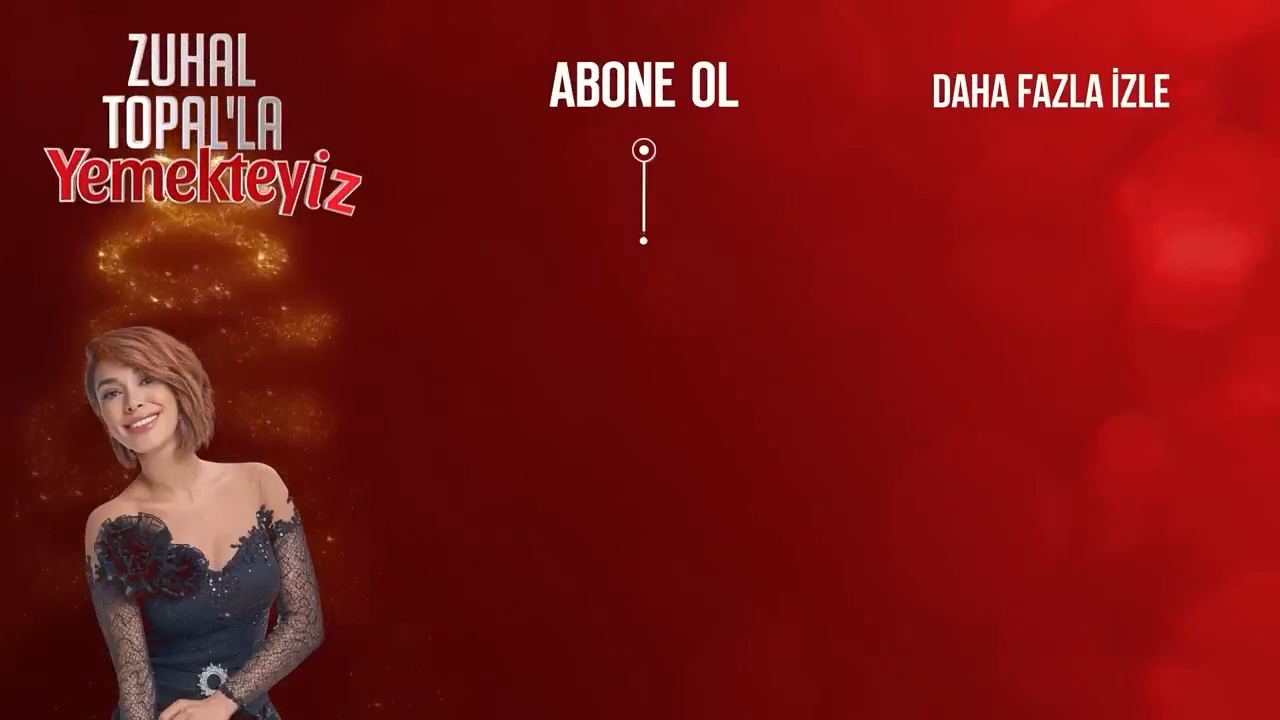 ZUHAL
TOPAL'LA
Yemekteyiz
ABONE OL
DAHA FAZLA İZLE